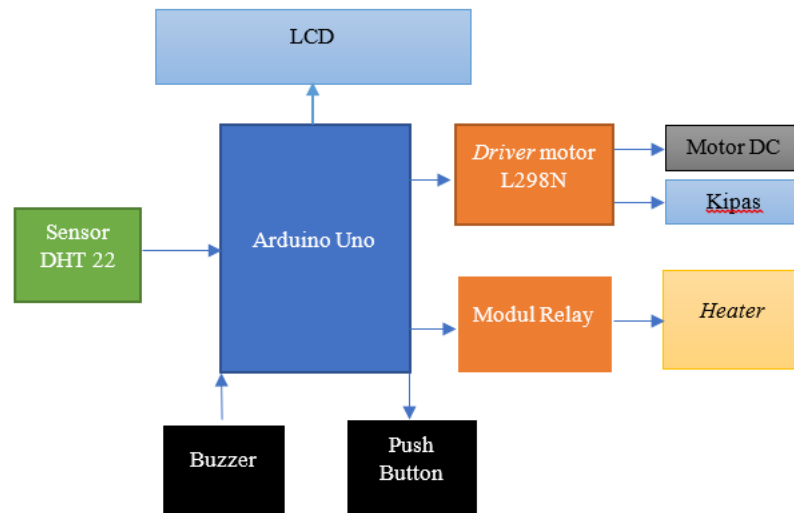 LCD
Driver motor
L298N
Motor DC
Kipas
Sensor
DHT 22
Arduino Uno
Modul Relay
Heater
Buzzer
Push
Button